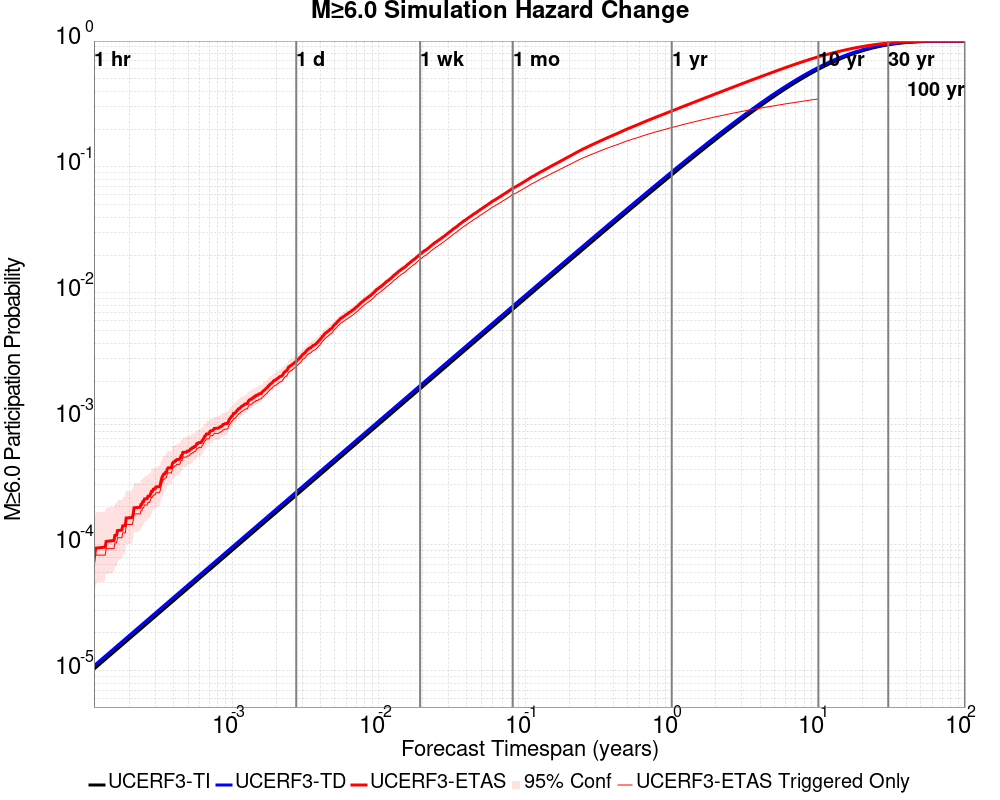 M≥6.0 Simulation Hazard Change
10^0
1 hr 1 d 1 wk 1 mo 1 yr 10 yr 30 yr
100 yr
10^-1
10^-2
10^-3
10^-4
10^-5
M≥6.0 Participation Probability
10^-3 10^-2 10^-1 10^0 10^1 10^2
Forecast Timespan (years)
UCERF3-TI UCERF3-TD UCERF3-ETAS 95% Conf UCERF3-ETAS Triggered Only